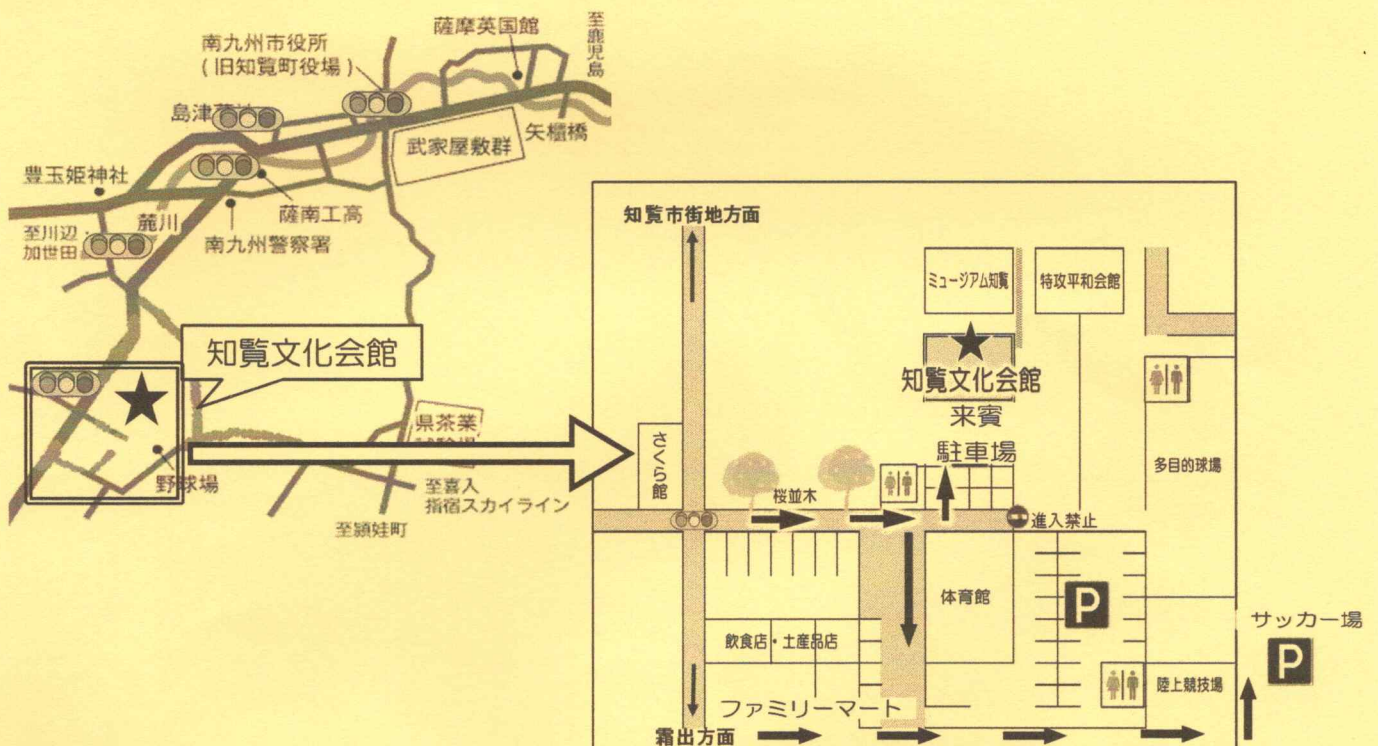 薩摩英国館
至鹿児島
南九州市役所
(旧知覧町役場)
島津
武家屋敷群
矢櫃橋
豊玉姫神社
麓川
薩南工高
至川辺・
加世田
南九州警察署
知覧文化会館
県茶業
野球場
至喜入
指宿スカイライン
至頴娃町
知覧市街地方面
ミュージアム知覧
特攻平和会館
知覧文化会館
来賓
駐車場
さくら館
桜並木
進入禁止
多目的球場
体育館
P
飲食店・土産品店
サッカー場
P
陸上競技場
ファミリーマート
霜出方面